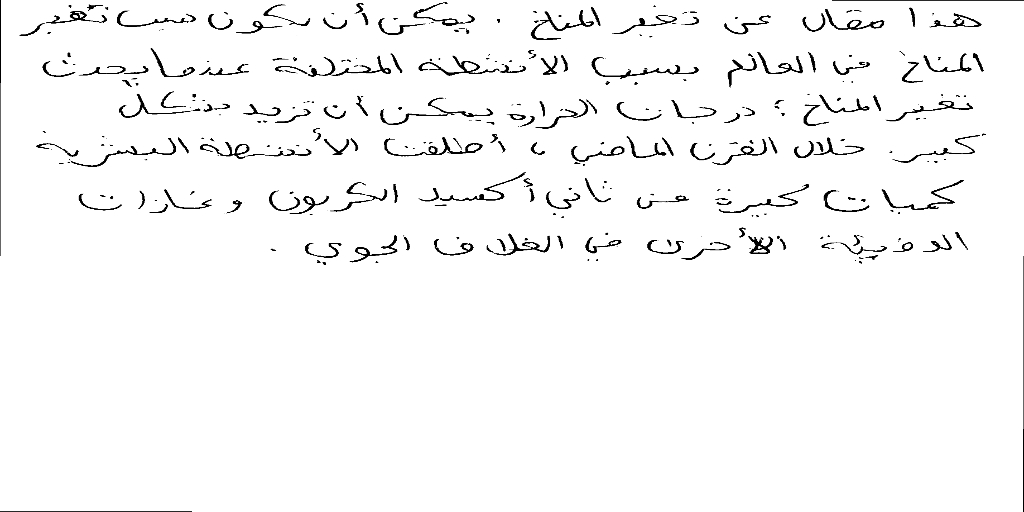 هذا مقال عن تغير المناخ . يمكن أن يكون سبب تغير
المناخ في العالم بسبب الأنشطة المختلفة عندما يحدث
تغير المناخ ؛ درجات الحرارة يمكن أن تزيد بشكل
كبير. خلال القرن الماضي ، أطلقت الأنشطة البشرية
كميات كبيرة من ثاني أكسيد الكربون و غازات
الدفيئة الأخرى في الغلاف الجوي .